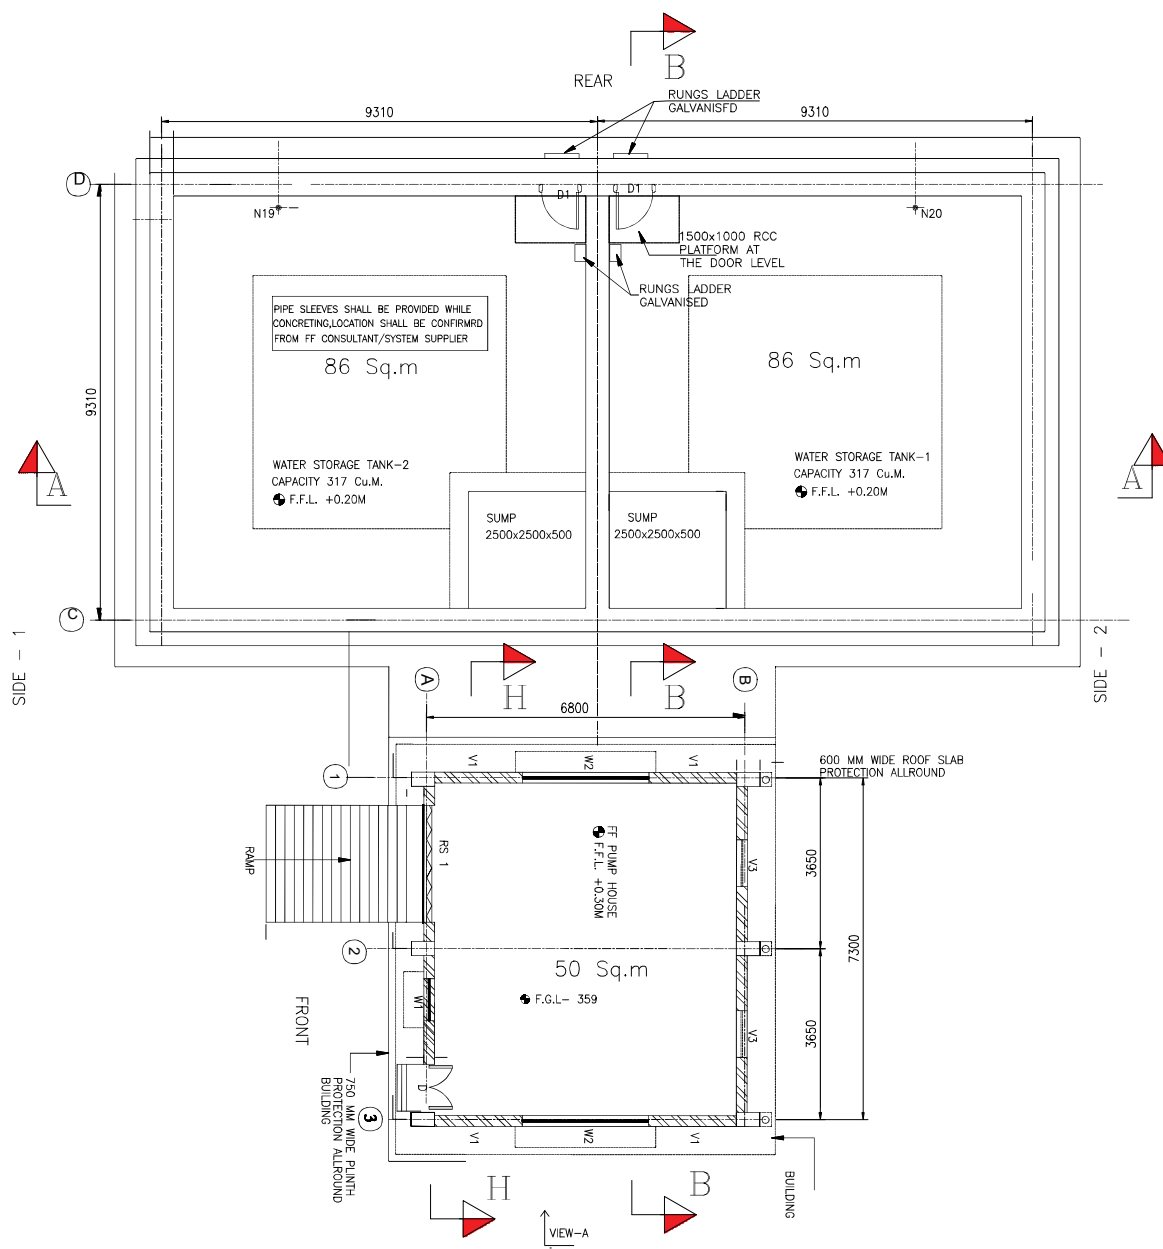 B
REAR
RUNGS LADDER
GALVANISFD
9310
9310
D
D1
D1
N19
N20
1500x1000 RCC
PLATFORM AT
THE DOOR LEVEL
RUNGS LADDER
GALVANISED
PIPE SLEEVES SHALL BE PROVIDED WHILE
CONCRETING,LOCATION SHALL BE CONFIRMRD
FROM FF CONSULTANT/SYSTEM SUPPLIER
86 Sq.m
86 Sq.m
9310
WATER STORAGE TANK-2
CAPACITY 317 Cu.M.
F.F.L. +0.20M
WATER STORAGE TANK-1
CAPACITY 317 Cu.M.
F.F.L. +0.20M
A
A
SUMP
2500x2500x500
SUMP
2500x2500x500
C
SIDE - 1
SIDE - 2
A
H
B
B
6800
V1
W2
V1
600 MM WIDE ROOF SLAB
PROTECTION ALLROUND
1
RAMP
RS 1
FF PUMP HOUSE
F.F.L. +0.30M
V3
3650
7300
2
50 Sq.m
F.G.L- 359
W1
FRONT
V3
3650
750 MM WIDE PLINTH
PROTECTION ALLROUND
BUILDING
D
3
V1
W2
V1
BUILDING
H
B
VIEW-A